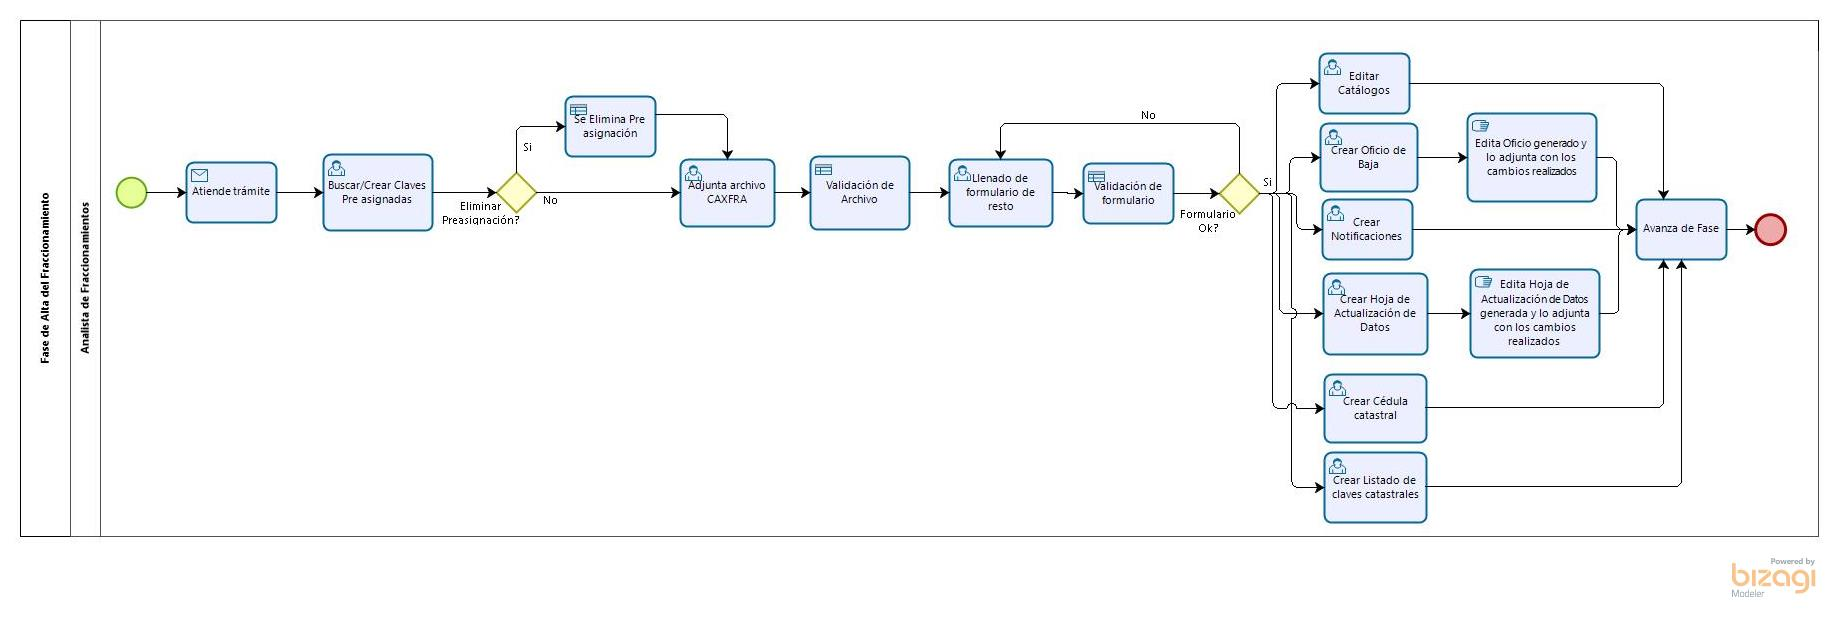 Fase de Alta del Fraccionamiento
Analista de Fraccionamientos
Atiende trámite
Buscar/Crear Claves
Pre asignadas
Eliminar
Preasignación?
Si
No
Se Elimina Pre
asignación
Adjunta archivo
CAXFRA
Validación de
Archivo
Llenado de
formulario de
resto
Validación de
formulario
Formulario
Ok?
No
Si
Editar
Catálogos
Crear Oficio de
Baja
Edita Oficio generado y
lo adjunta con los
cambios realizados
Crear
Notificaciones
Crear Hoja de
Actualización de
Datos
Edita Hoja de
Actualización de Datos
generada y lo adjunta
con los cambios
realizados
Crear Cédula
catastral
Crear Listado de
claves catastrales
Avanza de Fase
Powered by
bizagi
Modeler